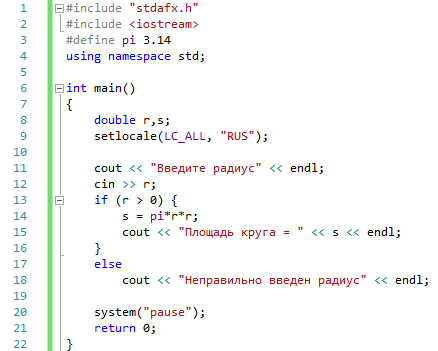 1 #include "stdafx.h"
2 #include <iostream>
3 #define pi 3.14
4 using namespace std;
5
6 int main()
7 {
8 double r,s;
9 setlocale(LC_ALL, "RUS");
10
11 cout << "Введите радиус" << endl;
12 cin >> r;
13 if (r > 0) {
14 s = pi*r*r;
15 cout << "Площадь круга = " << s << endl;
16 }
17 else
18 cout << "Неправильно введен радиус" << endl;
19
20 system("pause");
21 return 0;
22 }